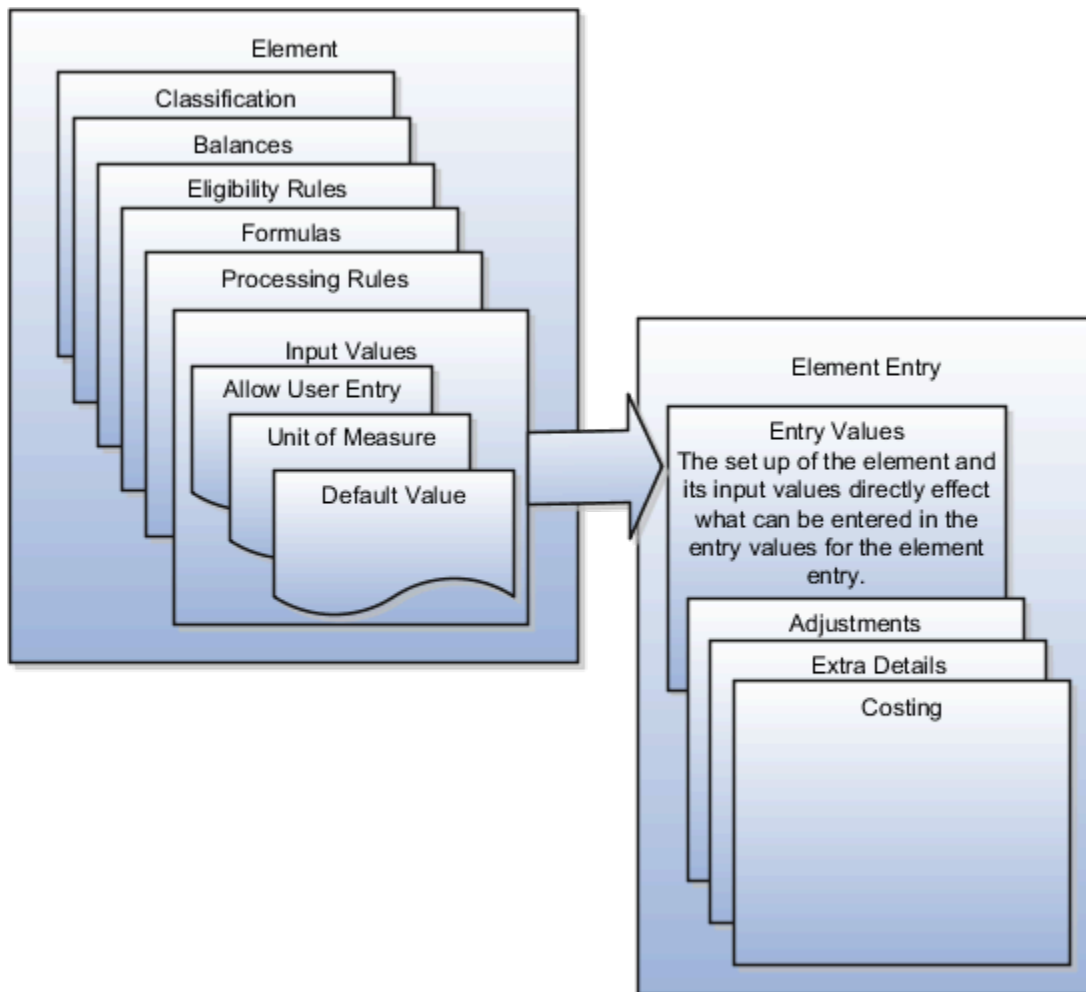 Element
Classification
Balances
Eligibility Rules
Formulas
Processing Rules
Input Values
Allow User Entry
Unit of Measure
Default Value
Element Entry
Entry Values
The set up of the element and
its input values directly effect
what can be entered in the
entry values for the element
entry.
Adjustments
Extra Details
Costing